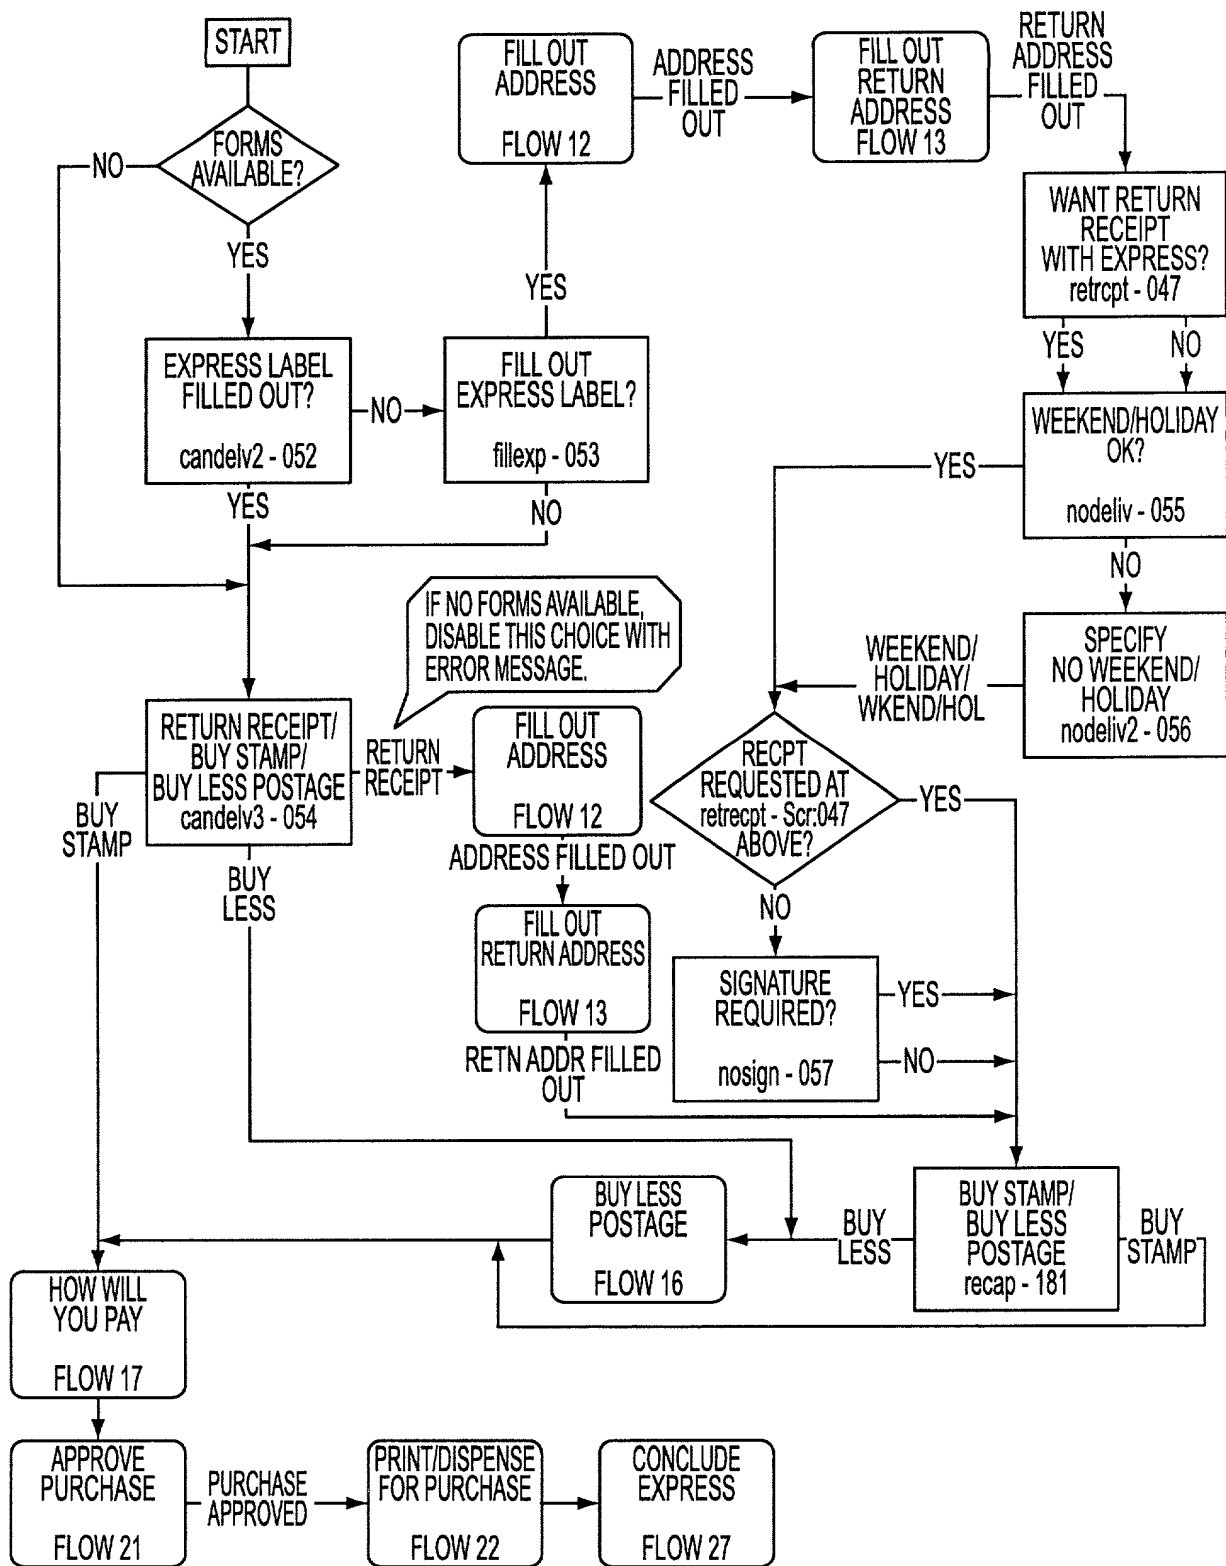 START
FORMS
AVAILABLE?
NO
YES
EXPRESS LABEL
FILLED OUT?
candelv2 - 052
NO
YES
FILL OUT
EXPRESS LABEL?
fillexp - 053
YES
NO
FILL OUT
ADDRESS
FLOW 12
ADDRESS
FILLED
OUT
FILL OUT
RETURN
ADDRESS
FLOW 13
RETURN
ADDRESS
FILLED
OUT
WANT RETURN
RECEIPT
WITH EXPRESS?
retrcpt - 047
YES
NO
WEEKEND/HOLIDAY
OK?
nodeliv - 055
YES
NO
SPECIFY
NO WEEKEND/
HOLIDAY
nodeliv2 - 056
WEEKEND/
HOLIDAY/
WKEND/HOL
IF NO FORMS AVAILABLE,
DISABLE THIS CHOICE WITH
ERROR MESSAGE.
RETURN RECEIPT/
BUY STAMP/
BUY LESS POSTAGE
candelv3 - 054
RETURN
RECEIPT
BUY
STAMP
BUY
LESS
FILL OUT
ADDRESS
FLOW 12
ADDRESS FILLED OUT
FILL OUT
RETURN ADDRESS
FLOW 13
RETN ADDR FILLED
OUT
RECPT
REQUESTED AT
retrecpt - Scr:047
ABOVE?
YES
NO
SIGNATURE
REQUIRED?
nosign - 057
YES
NO
BUY STAMP/
BUY LESS
POSTAGE
recap - 181
BUY
LESS
BUY
STAMP
BUY LESS
POSTAGE
FLOW 16
HOW WILL
YOU PAY
FLOW 17
APPROVE
PURCHASE
FLOW 21
PURCHASE
APPROVED
PRINT/DISPENSE
FOR PURCHASE
FLOW 22
CONCLUDE
EXPRESS
FLOW 27